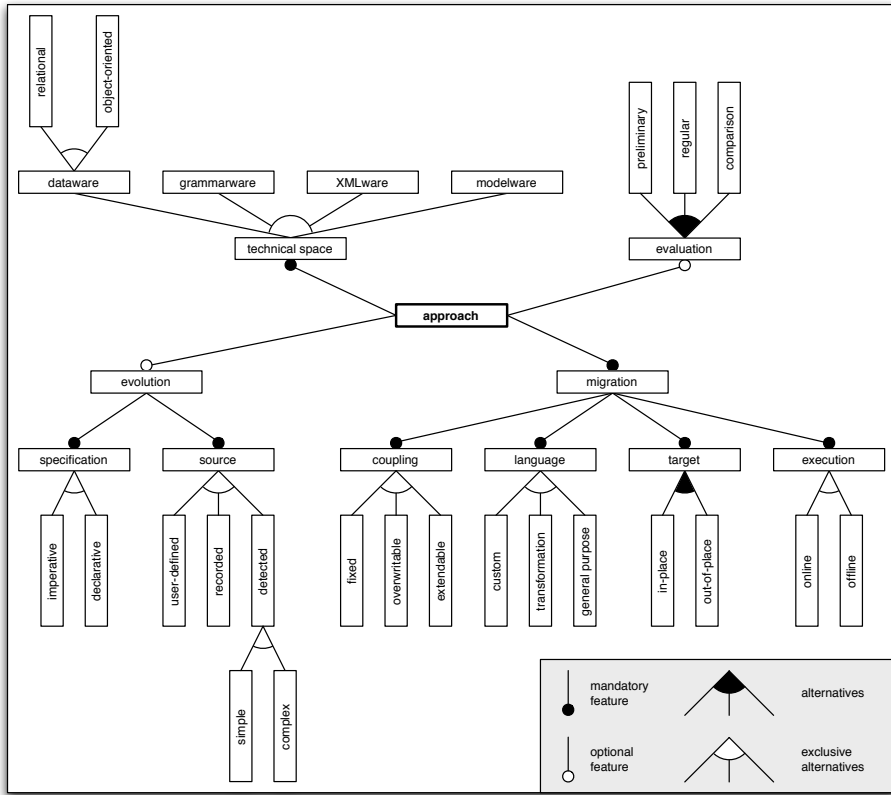 relational
object-oriented
preliminary
regular
comparison
dataware
grammarware
XMLware
modelware
technical space
evaluation
approach
evolution
migration
specification
source
coupling
language
target
execution
imperative
declarative
user-defined
recorded
detected
fixed
overwritable
extendable
custom
transformation
general purpose
in-place
out-of-place
online
offline
simple
complex
mandatory
feature
alternatives
optional
feature
exclusive
alternatives